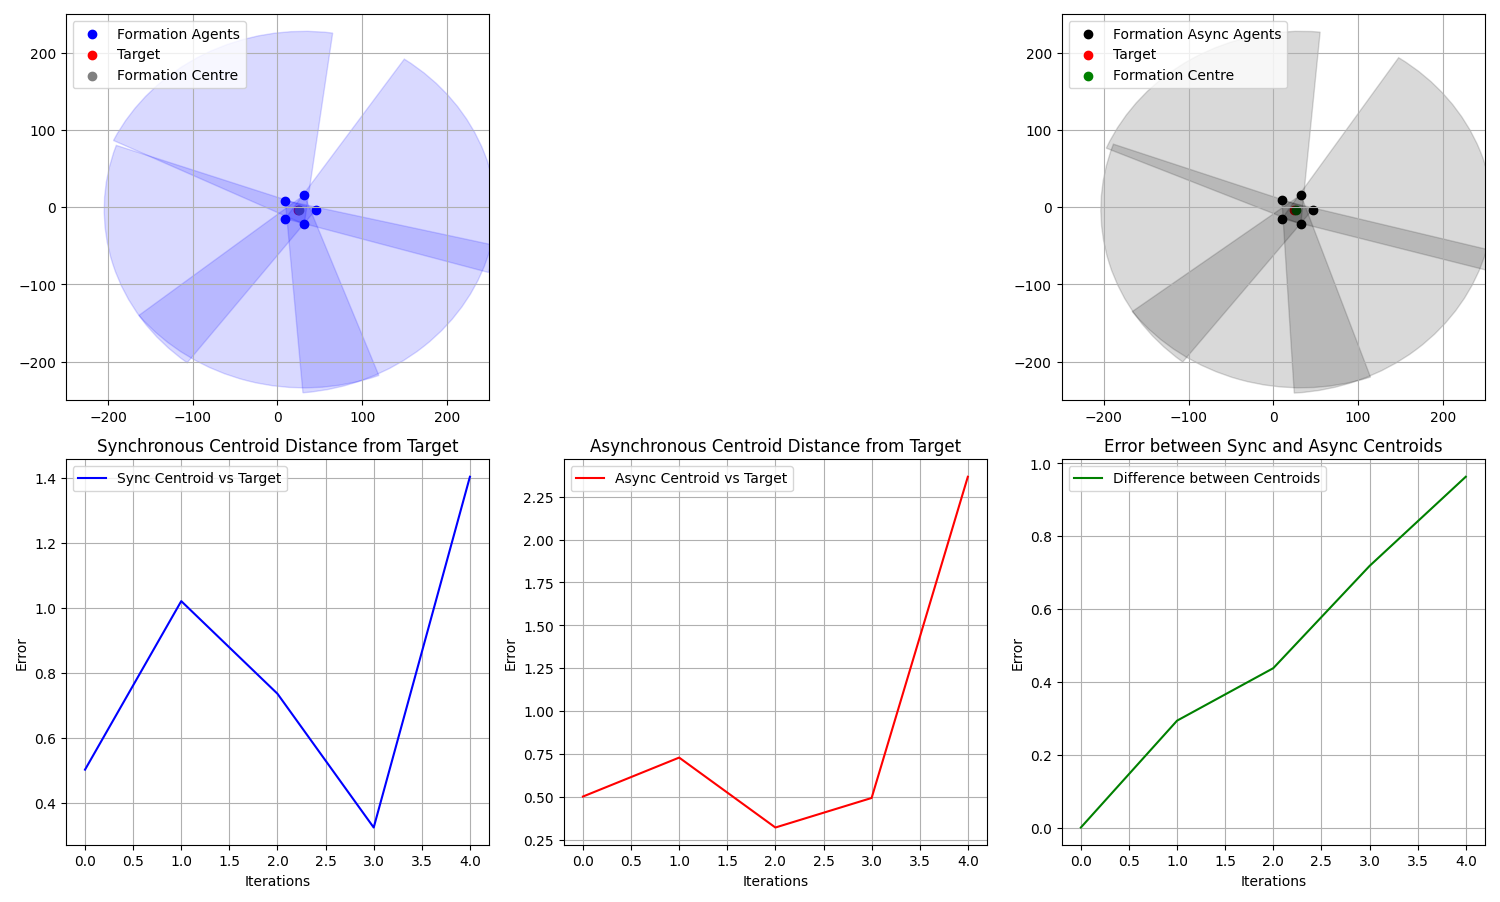 Formation Agents
Target
Formation Centre
200
100
0
−100
−200
−200 −100 0 100 200
Formation Async Agents
Target
Formation Centre
200
100
0
−100
−200
−200 −100 0 100 200
Synchronous Centroid Distance from Target
Sync Centroid vs Target
1.4
1.2
1.0
0.8
0.6
0.4
Error
0.0 0.5 1.0 1.5 2.0 2.5 3.0 3.5 4.0
Iterations
Asynchronous Centroid Distance from Target
Async Centroid vs Target
2.25
2.00
1.75
1.50
1.25
1.00
0.75
0.50
0.25
Error
0.0 0.5 1.0 1.5 2.0 2.5 3.0 3.5 4.0
Iterations
Error between Sync and Async Centroids
Difference between Centroids
1.0
0.8
0.6
0.4
0.2
0.0
Error
0.0 0.5 1.0 1.5 2.0 2.5 3.0 3.5 4.0
Iterations